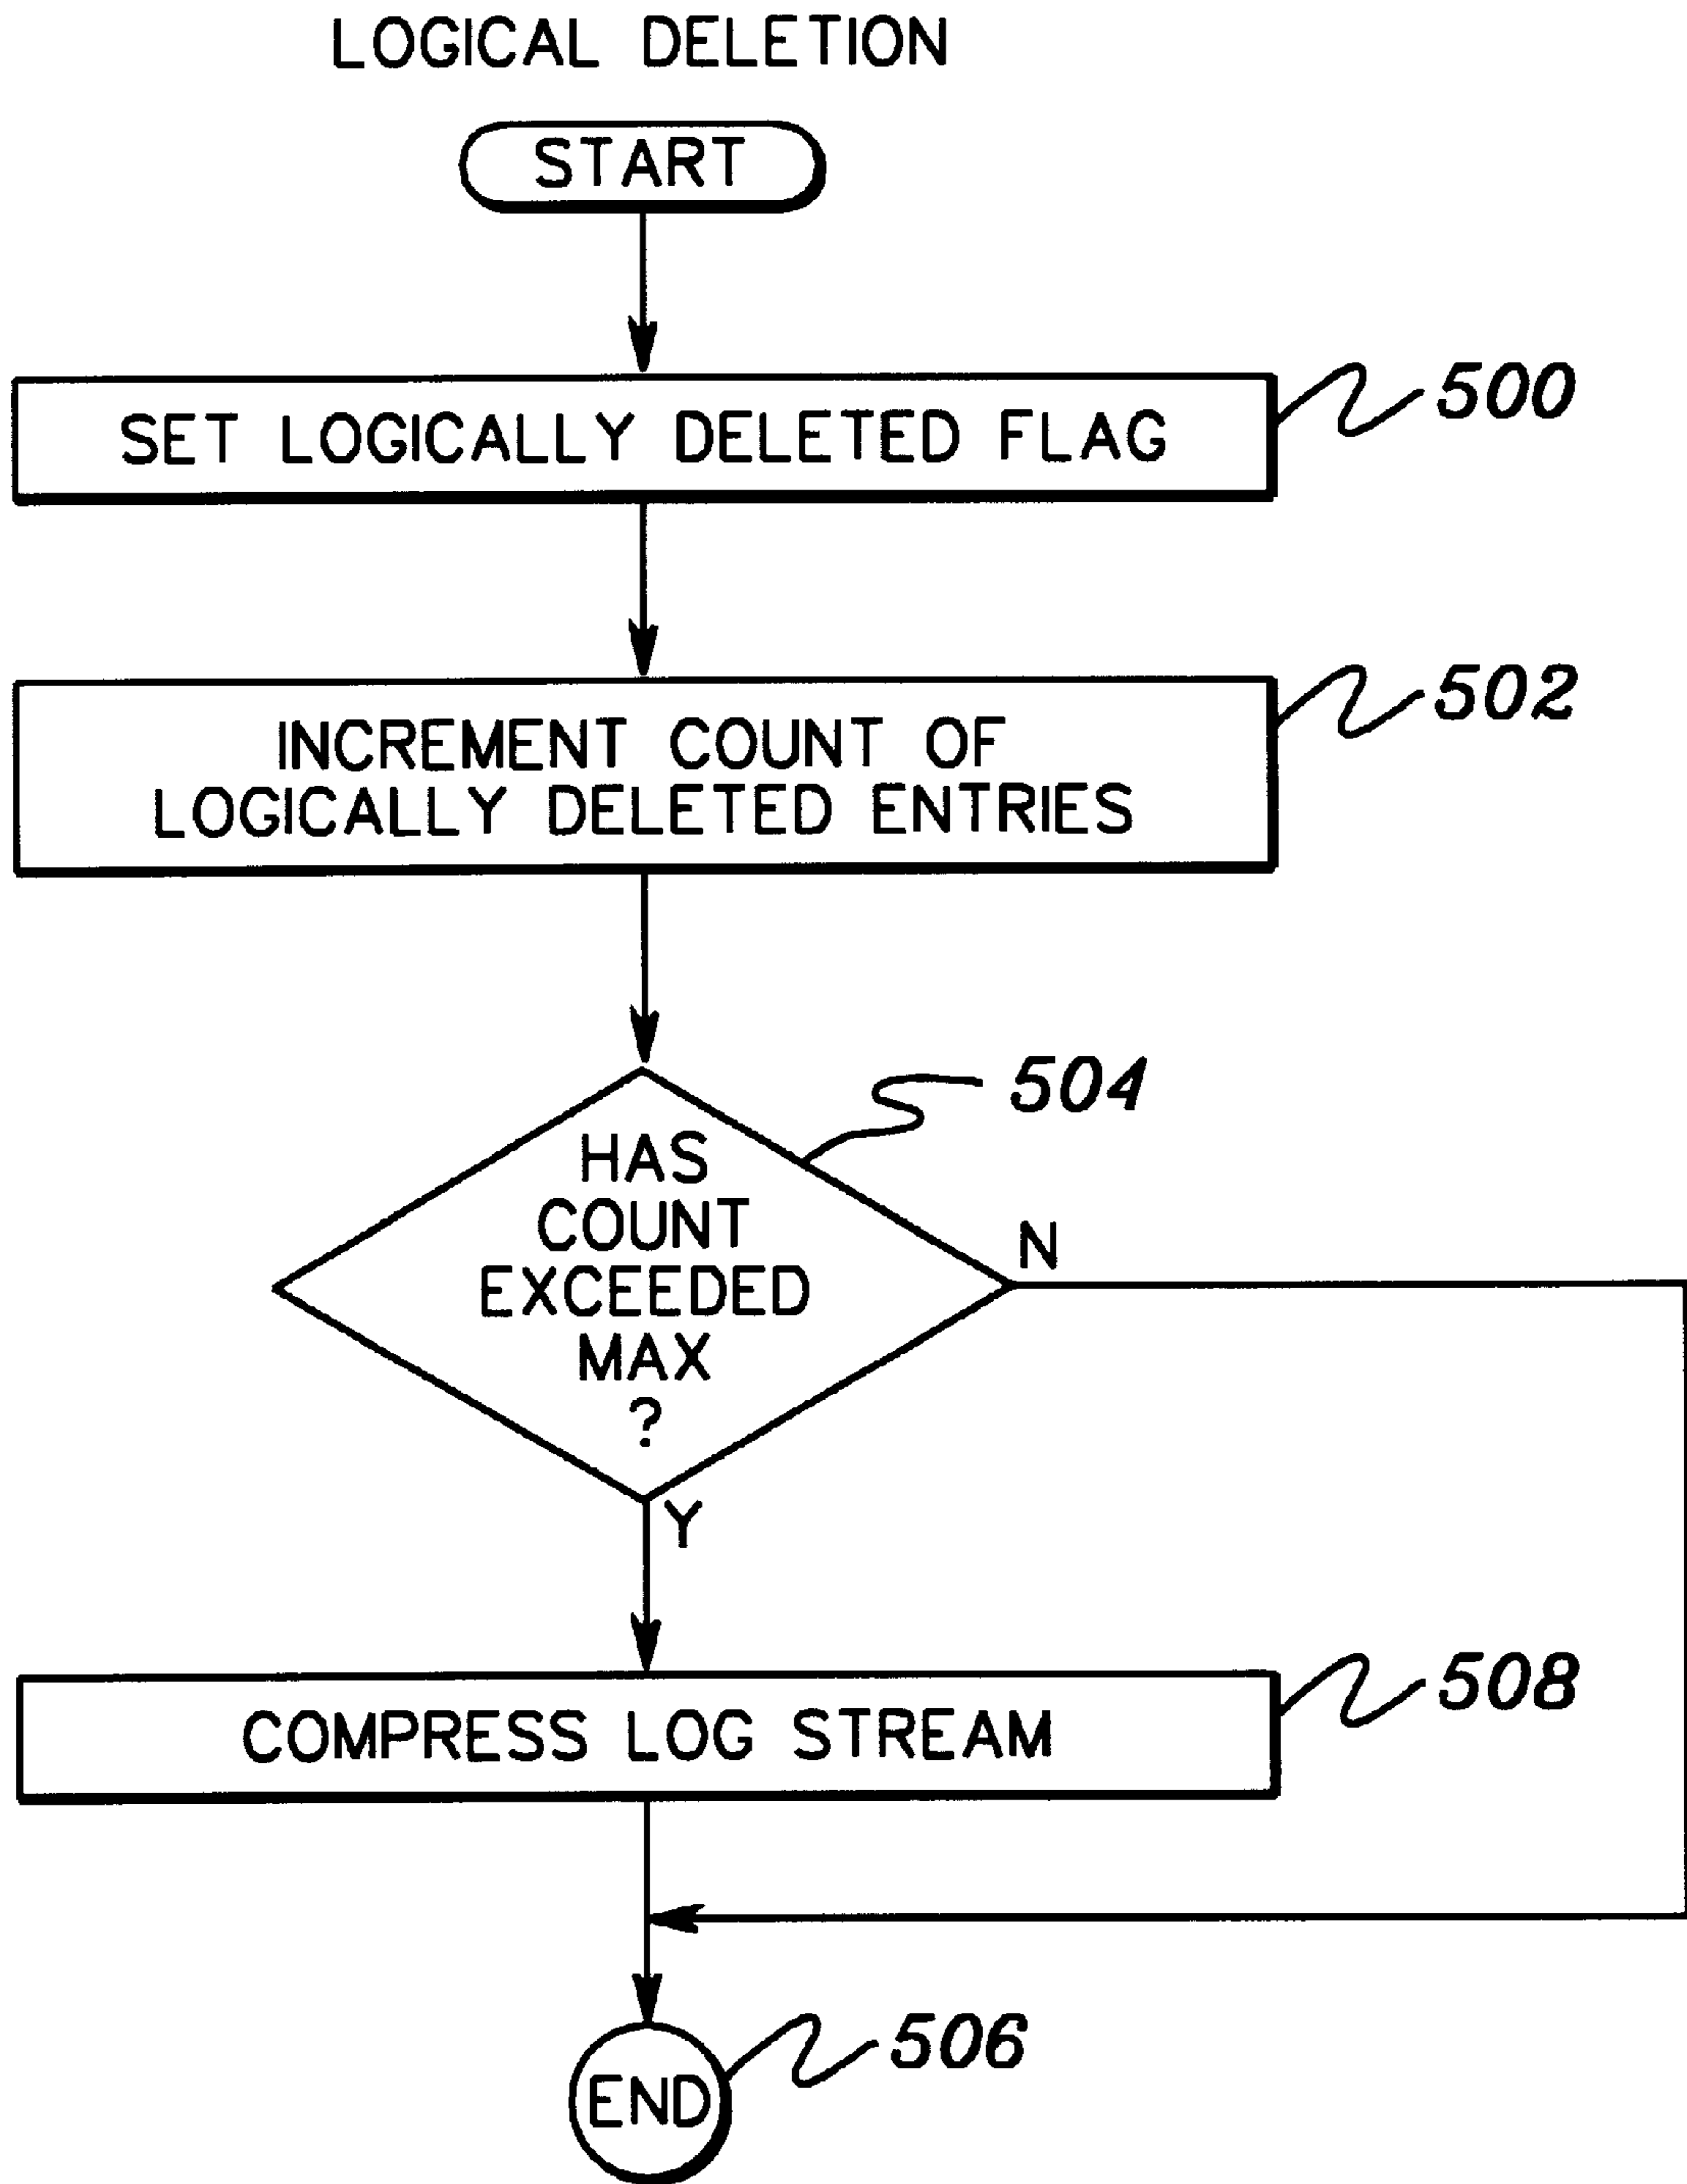 LOGICAL DELETION
START
SET LOGICALLY DELETED FLAG
500
INCREMENT COUNT OF
LOGICALLY DELETED ENTRIES
502
504
HAS
COUNT
EXCEEDED
MAX
?
N
Y
COMPRESS LOG STREAM
508
END
506